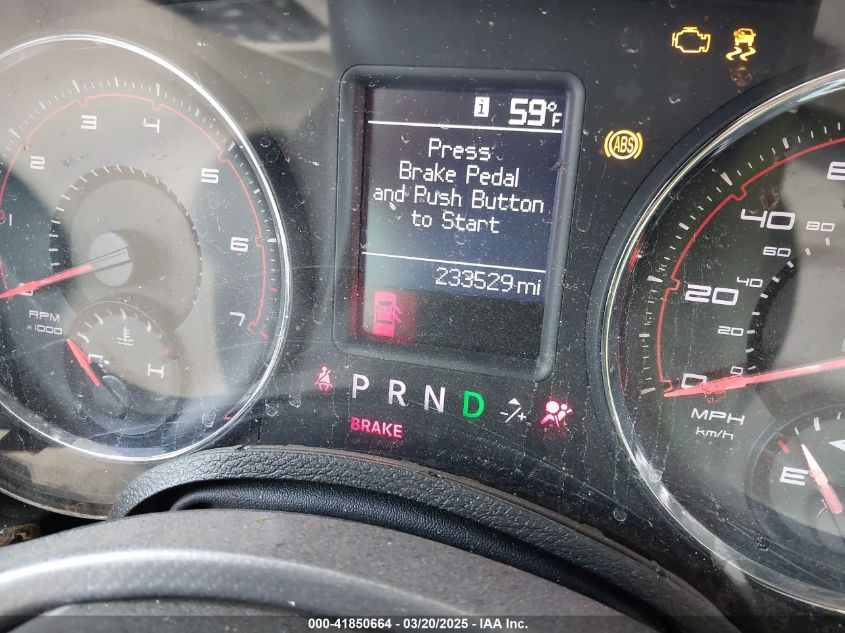 i 59°F
Press
Brake Pedal
and Push Button
to Start
233529 mi
ABS
1 2 3 4 5 6 7
RPM
x1000
H
P R N D -/+
BRAKE
0 20 40
0 20 40 60 80
MPH
km/h
E
000-41850664 - 03/20/2025 - IAA Inc.